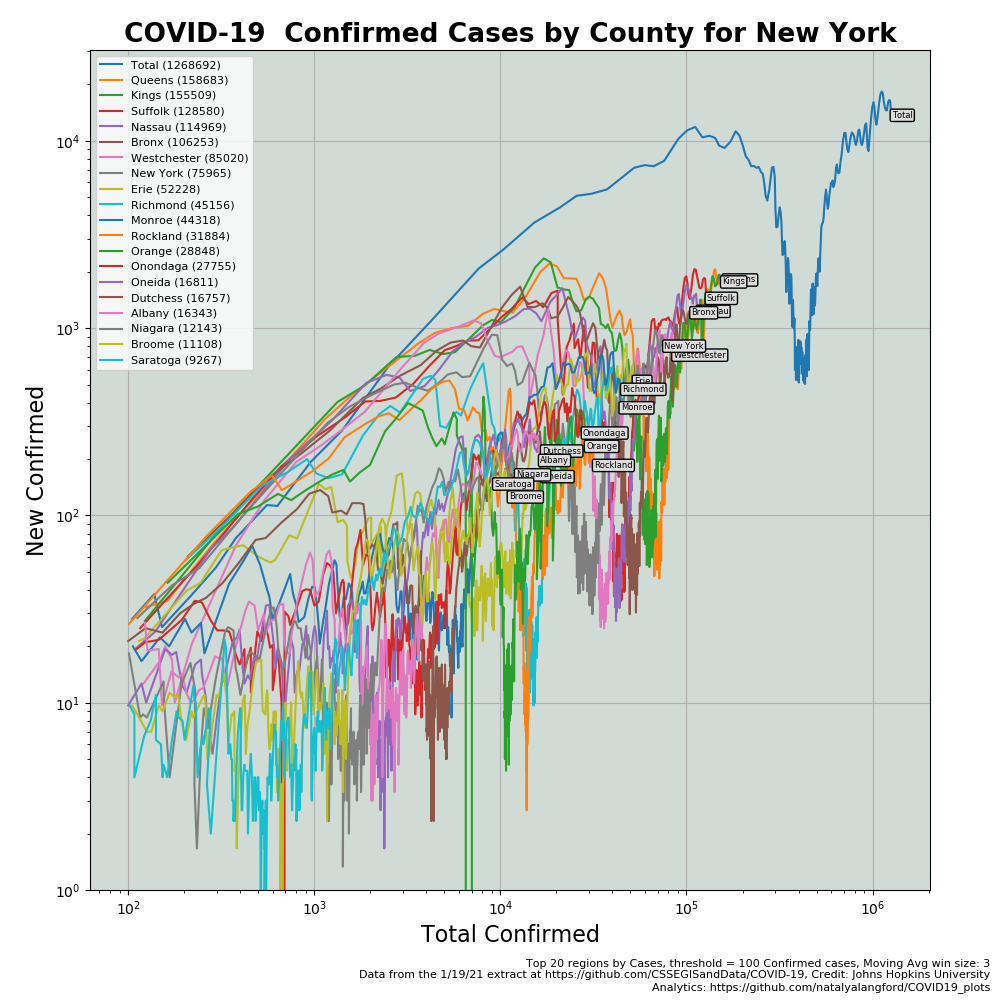 COVID-19  Confirmed Cases by County for New York
Total (1268692)
Queens (158683)
Kings (155509)
Suffolk (128580)
Nassau (114969)
Bronx (106253)
Westchester (85020)
New York (75965)
Erie (52228)
Richmond (45156)
Monroe (44318)
Rockland (31884)
Orange (28848)
Onondaga (27755)
Oneida (16811)
Dutchess (16757)
Albany (16343)
Niagara (12143)
Broome (11108)
Saratoga (9267)
New Confirmed
10⁴
10³
10²
10¹
10⁰
Total
Kings
Suffolk
Bronx
New York
Westchester
Erie
Richmond
Monroe
Onondaga
Orange
Dutchess
Albany
Rockland
Niagara
Saratoga
Broome
10²
10³
10⁴
10⁵
10⁶
Total Confirmed
Top 20 regions by Cases, threshold = 100 Confirmed cases, Moving Avg win size: 3
Data from the 1/19/21 extract at https://github.com/CSSEGISandData/COVID-19, Credit: Johns Hopkins University
Analytics: https://github.com/natalyalangford/COVID19_plots